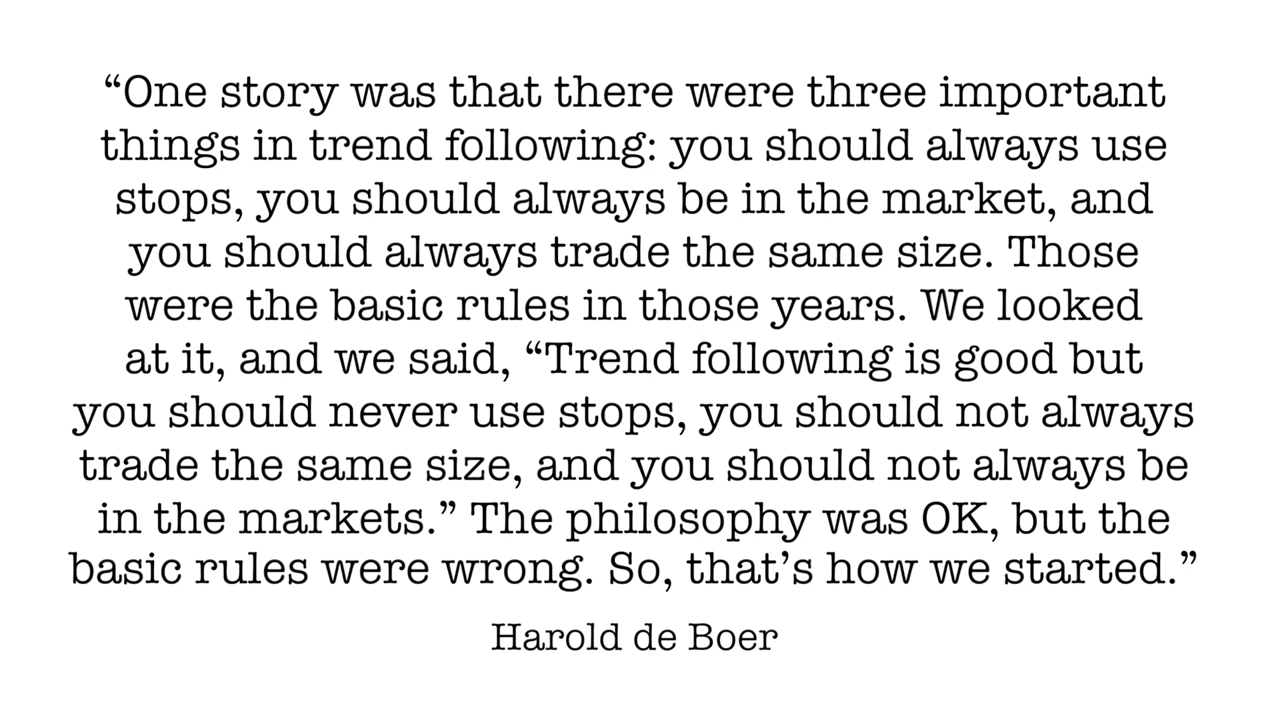 “One story was that there were three important
things in trend following: you should always use
stops, you should always be in the market, and
you should always trade the same size. Those
were the basic rules in those years. We looked
at it, and we said, “Trend following is good but
you should never use stops, you should not always
trade the same size, and you should not always be
in the markets.” The philosophy was OK, but the
basic rules were wrong. So, that’s how we started.”
Harold de Boer